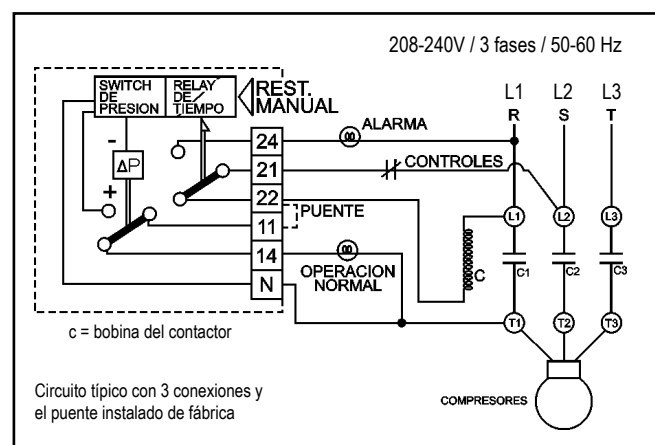 208-240V / 3 fases / 50-60 Hz
SWITCH DE PRESION
RELAY DE TIEMPO
REST. MANUAL
L1 L2 L3
R S T
-
ΔP
+
24
21
22
11
14
N
ALARMA
CONTROLES
PUENTE
OPERACION NORMAL
C
L1 L2 L3
C1 C2 C3
T1 T2 T3
c = bobina del contactor
COMPRESORES
Circuito típico con 3 conexiones y
el puente instalado de fábrica